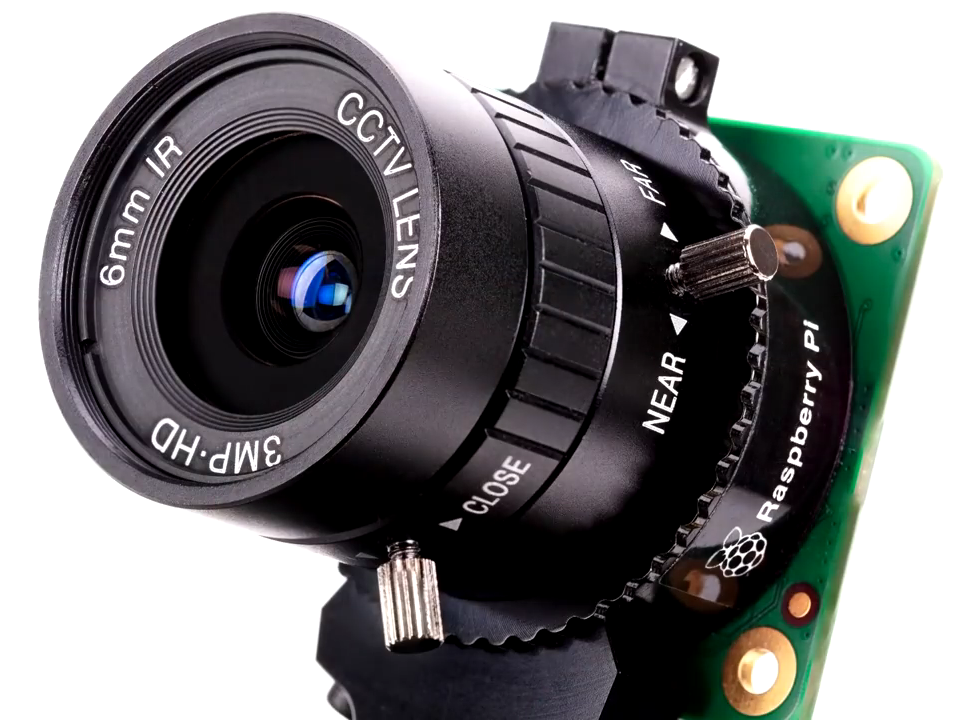 6mm IR
CCTV LENS
3MP·HD
FAR
NEAR
CLOSE
Raspberry Pi